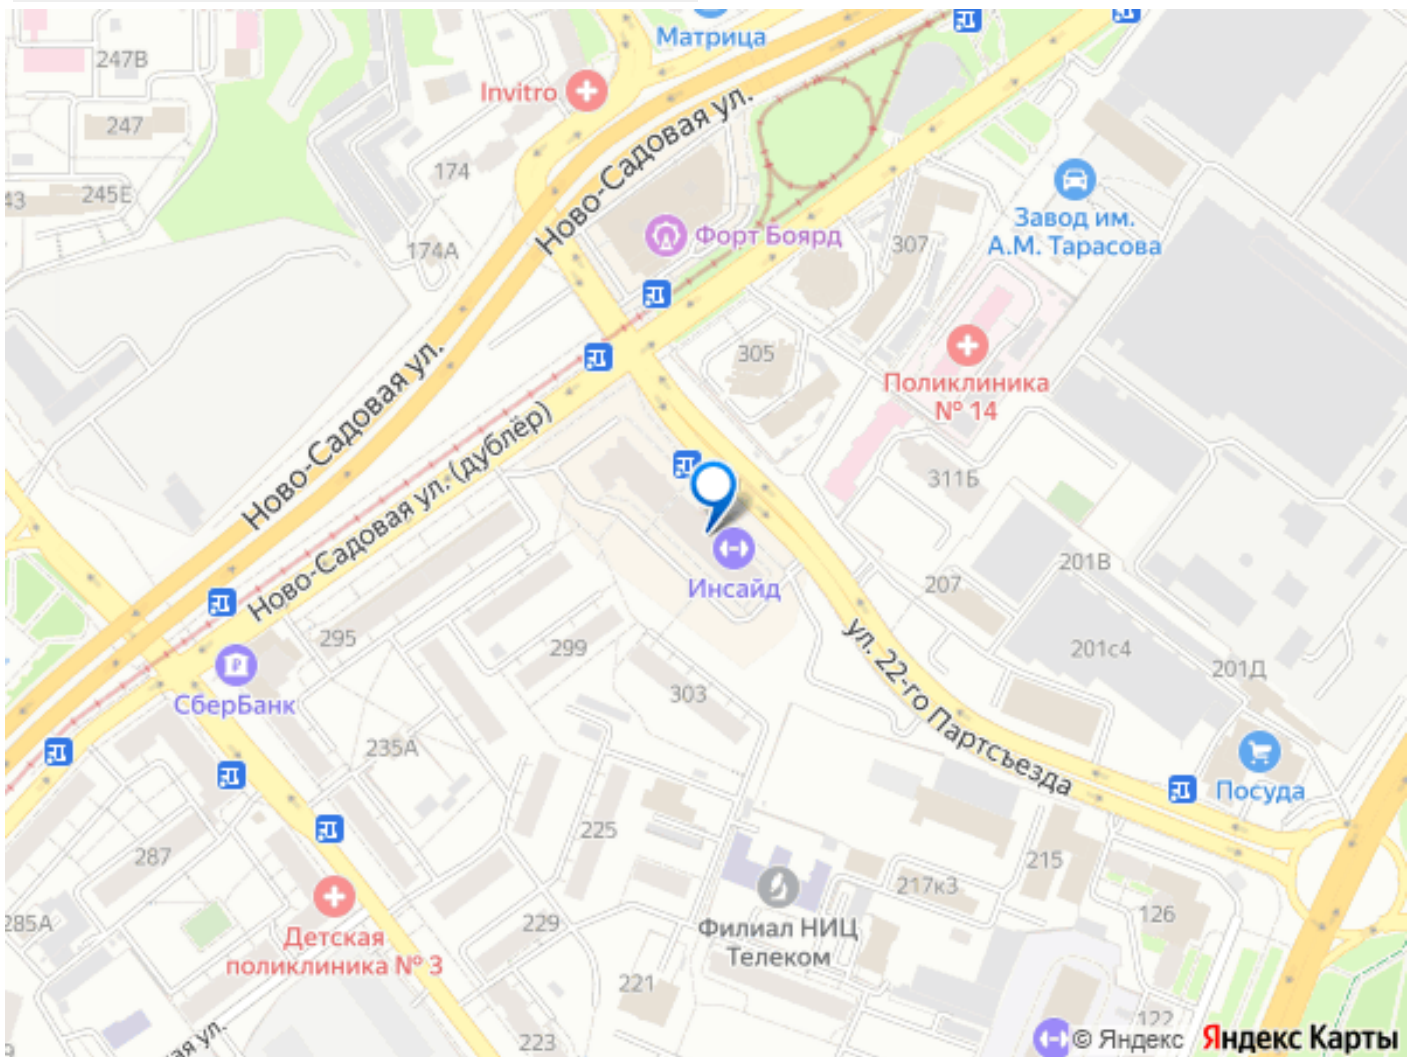 Матрица
247В
Invitro
247
Ново-Садовая ул.
174
43
245Е
Завод им.
А.М. Тарасова
174А
Форт Боярд
307
305
Поликлиника
№ 14
Ново-Садовая ул.
Ново-Садовая ул. (дублёр)
311Б
Инсайд
201В
207
295
299
ул. 22-го Партсъезда
201с4
201Д
СберБанк
303
235А
Посуда
225
287
215
217к3
285А
229
126
Детская
поликлиника № 3
Филиал НИЦ
Телеком
221
223
122
© Яндекс Яндекс Карты